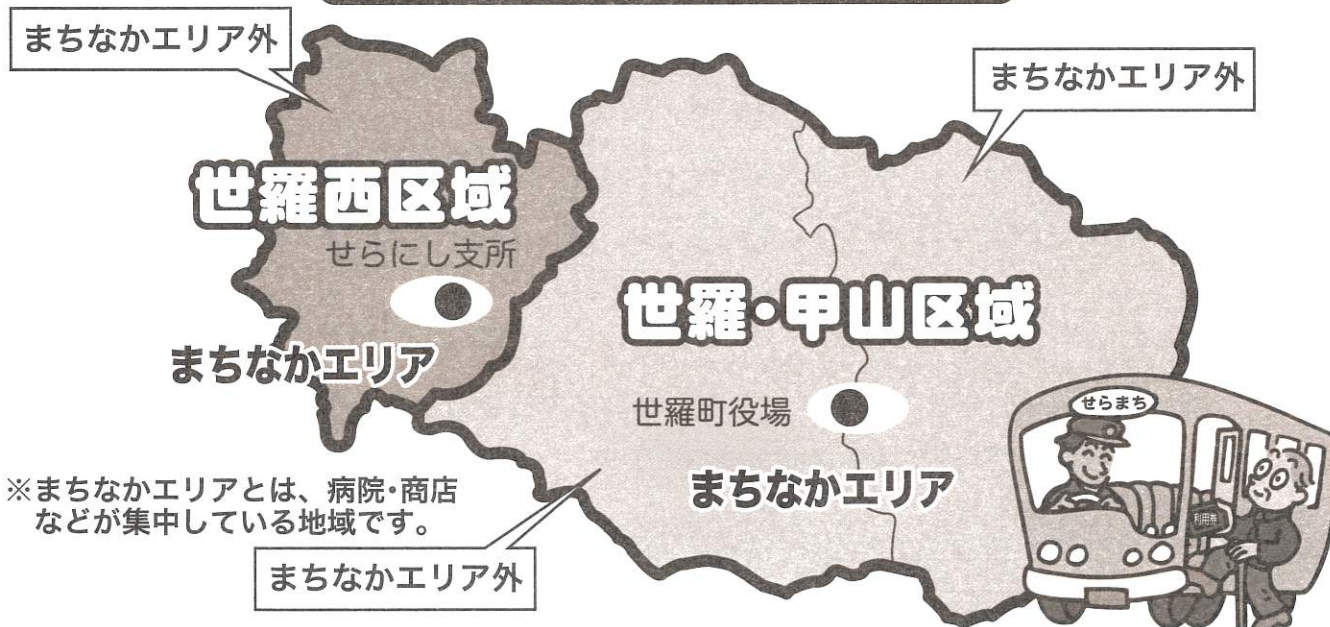 まちなかエリア外
まちなかエリア外
世羅西区域
せらにし支所
まちなかエリア
世羅・甲山区域
世羅町役場
まちなかエリア
せらまち
利用券
※まちなかエリアとは、病院・商店
などが集中している地域です。
まちなかエリア外